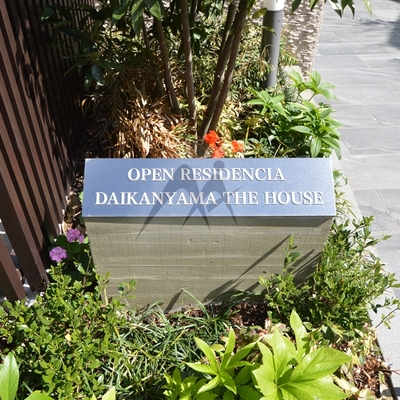 OPEN RESIDENCIA
DAIKANYAMA THE HOUSE